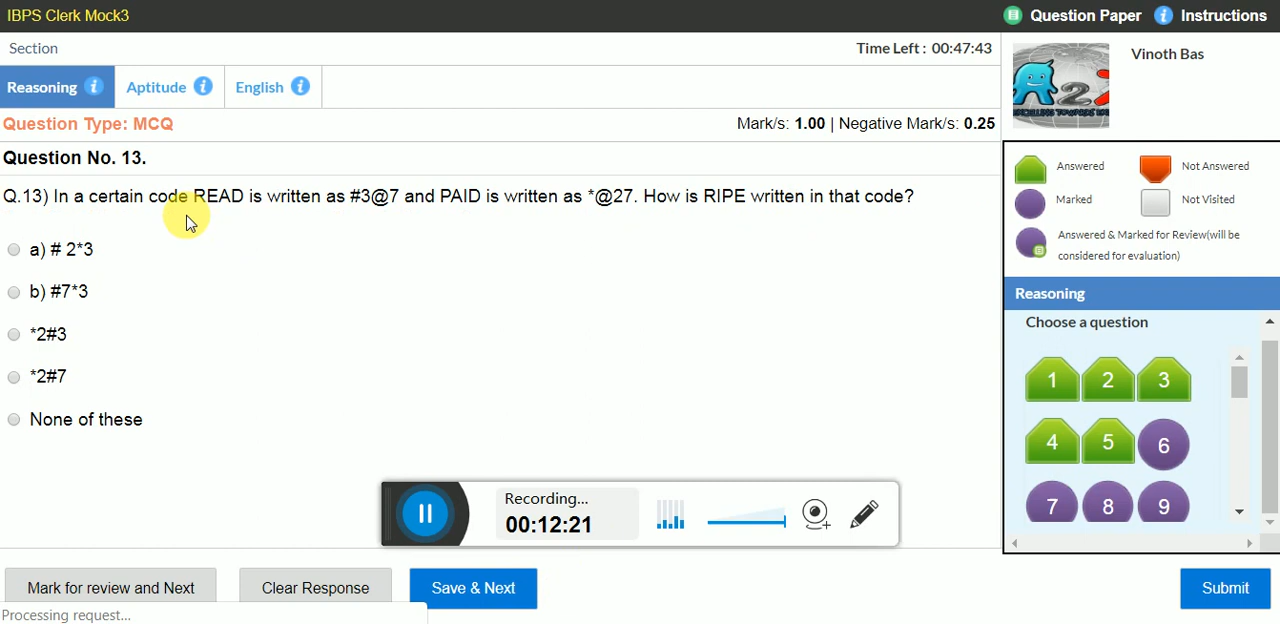 IBPS Clerk Mock3
Question Paper
Instructions
Section
Time Left : 00:47:43
Vinoth Bas
Reasoning
Aptitude
English
Question Type: MCQ
Mark/s: 1.00 | Negative Mark/s: 0.25
Question No. 13.
Q.13) In a certain code READ is written as #3@7 and PAID is written as *@27. How is RIPE written in that code?
a) # 2*3
b) #7*3
*2#3
*2#7
None of these
Answered
Not Answered
Marked
Not Visited
Answered & Marked for Review(will be
considered for evaluation)
Reasoning
Choose a question
1 2 3
4 5 6
7 8 9
Recording...
00:12:21
Mark for review and Next
Clear Response
Save & Next
Submit
Processing request...